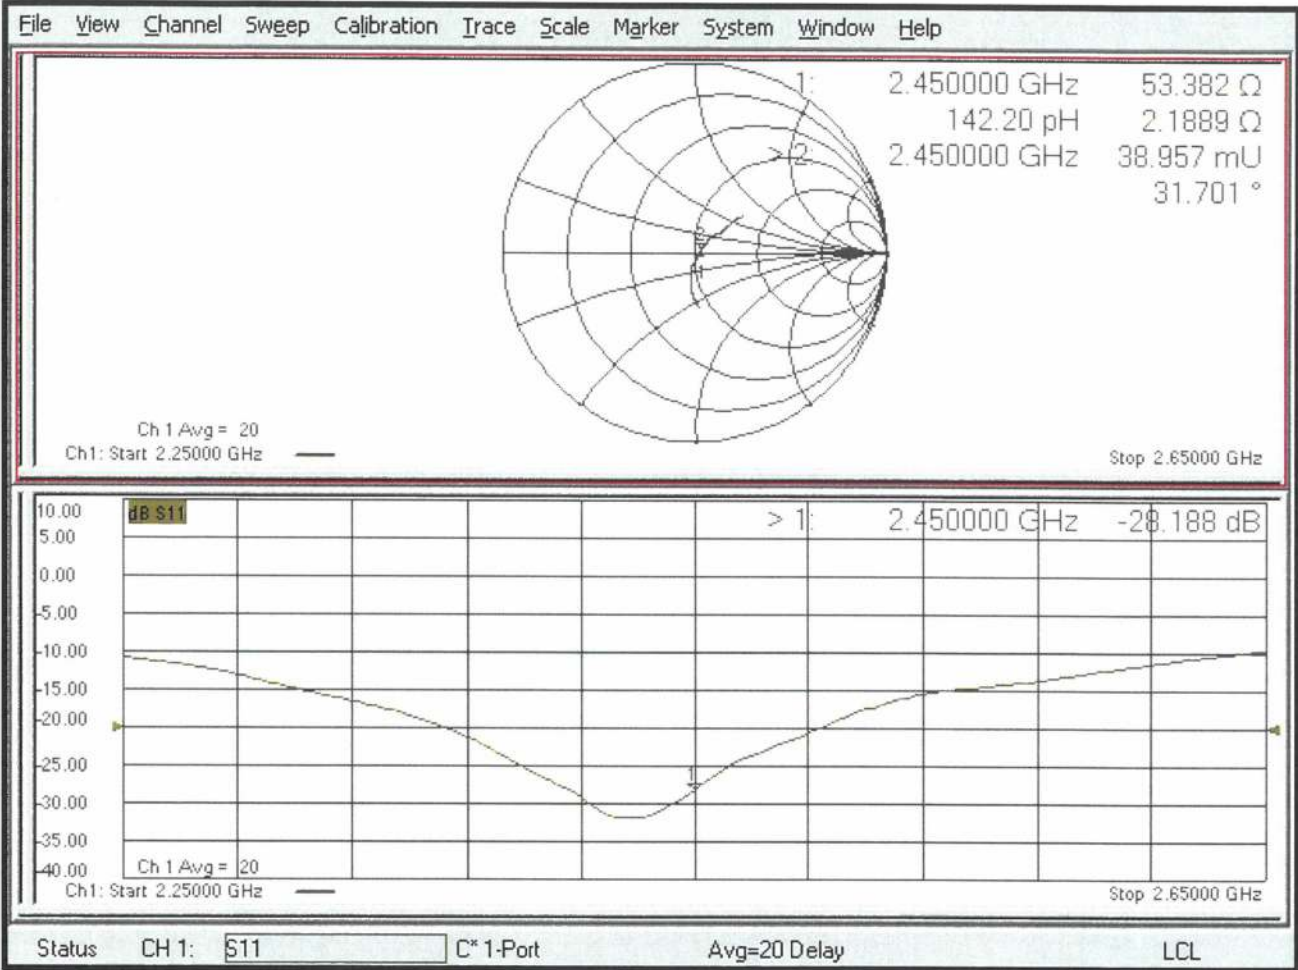 File View Channel Sweep Calibration Trace Scale Marker System Window Help
1: 2.450000 GHz 53.382 Ω
142.20 pH 2.1889 Ω
> 2: 2.450000 GHz 38.957 mU
31.701 °
2
1
Ch 1 Avg = 20
Ch1: Start 2.25000 GHz
Stop 2.65000 GHz
10.00
dB S11
> 1: 2.450000 GHz -28.188 dB
5.00
0.00
-5.00
-10.00
-15.00
-20.00
-25.00
1
-30.00
-35.00
-40.00
Ch 1 Avg = 20
Ch1: Start 2.25000 GHz
Stop 2.65000 GHz
Status CH 1: S11 C* 1-Port Avg=20 Delay LCL